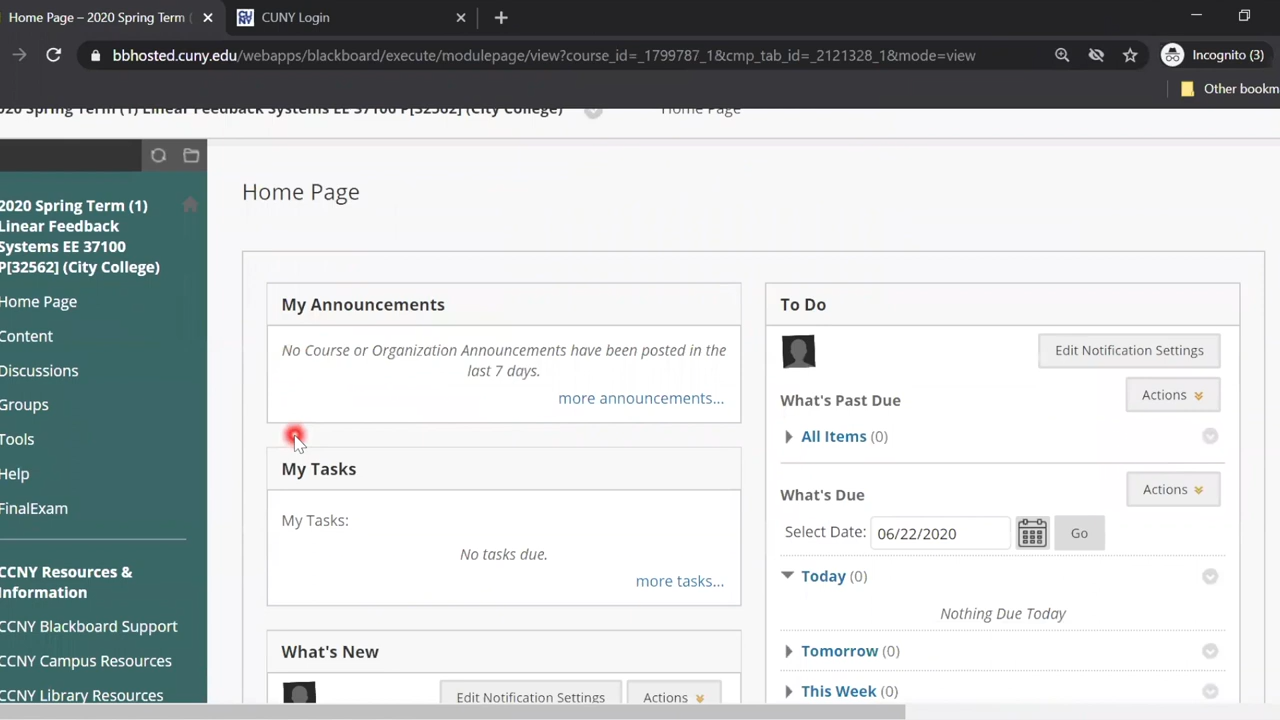 Home Page – 2020 Spring Term (
CUNY Login
bbhosted.cuny.edu/webapps/blackboard/execute/modulepage/view?course_id=_1799787_1&cmp_tab_id=_2121328_1&mode=view
Incognito (3)
Other bookm
020 Spring Term (1) Linear Feedback Systems EE 37100 P[32562] (City College)
Home Page
2020 Spring Term (1)
Linear Feedback
Systems EE 37100
P[32562] (City College)
Home Page
Content
Discussions
Groups
Tools
Help
FinalExam
CCNY Resources &
Information
CCNY Blackboard Support
CCNY Campus Resources
CCNY Library Resources
Home Page
My Announcements
No Course or Organization Announcements have been posted in the
last 7 days.
more announcements...
My Tasks
My Tasks:
No tasks due.
more tasks...
What's New
Edit Notification Settings
Actions
To Do
Edit Notification Settings
What's Past Due
Actions
All Items (0)
What's Due
Actions
Select Date: 06/22/2020 Go
Today (0)
Nothing Due Today
Tomorrow (0)
This Week (0)